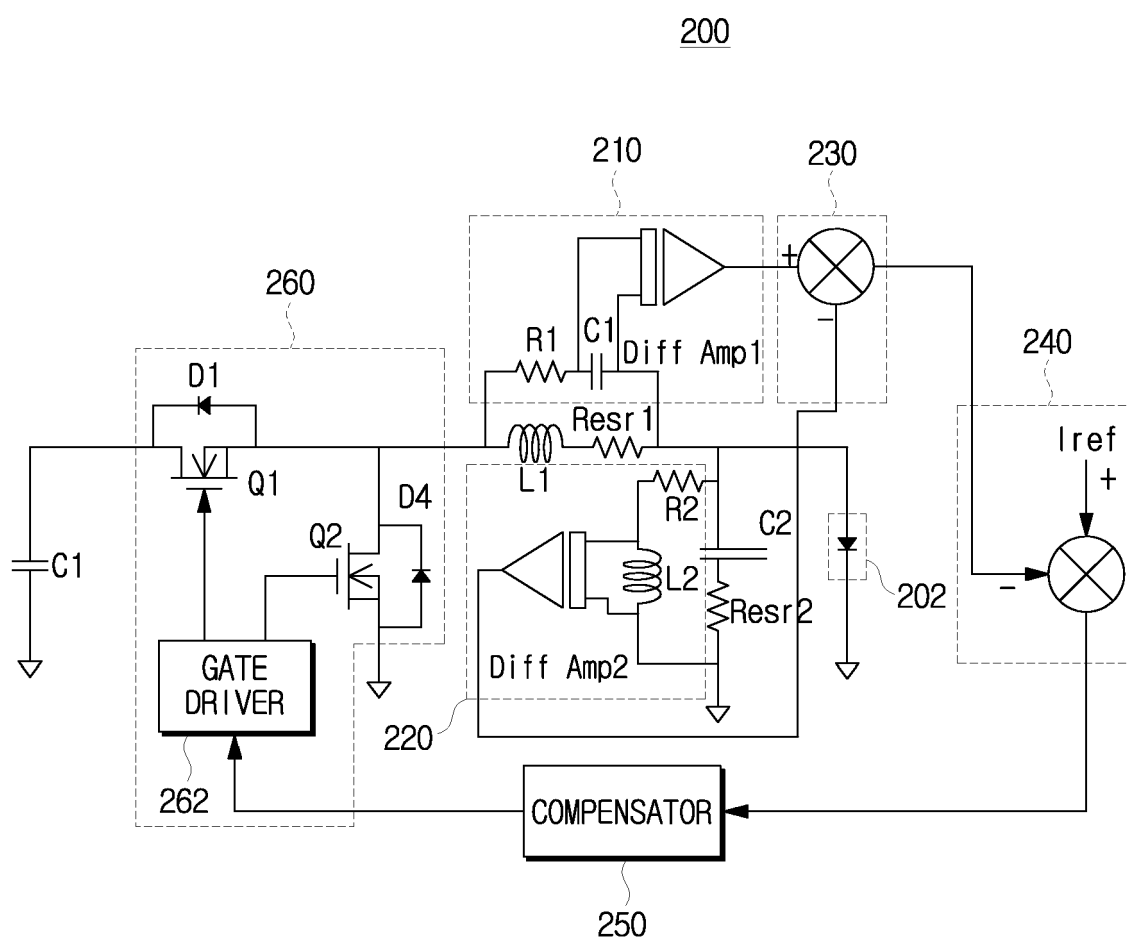 200
210
230
260
240
R1
C1
Diff Amp1
+
−
D1
Resr1
Iref
+
Q1
L1
D4
R2
C2
Q2
C1
L2
−
202
Resr2
GATE
DRIVER
Diff Amp2
220
262
COMPENSATOR
250